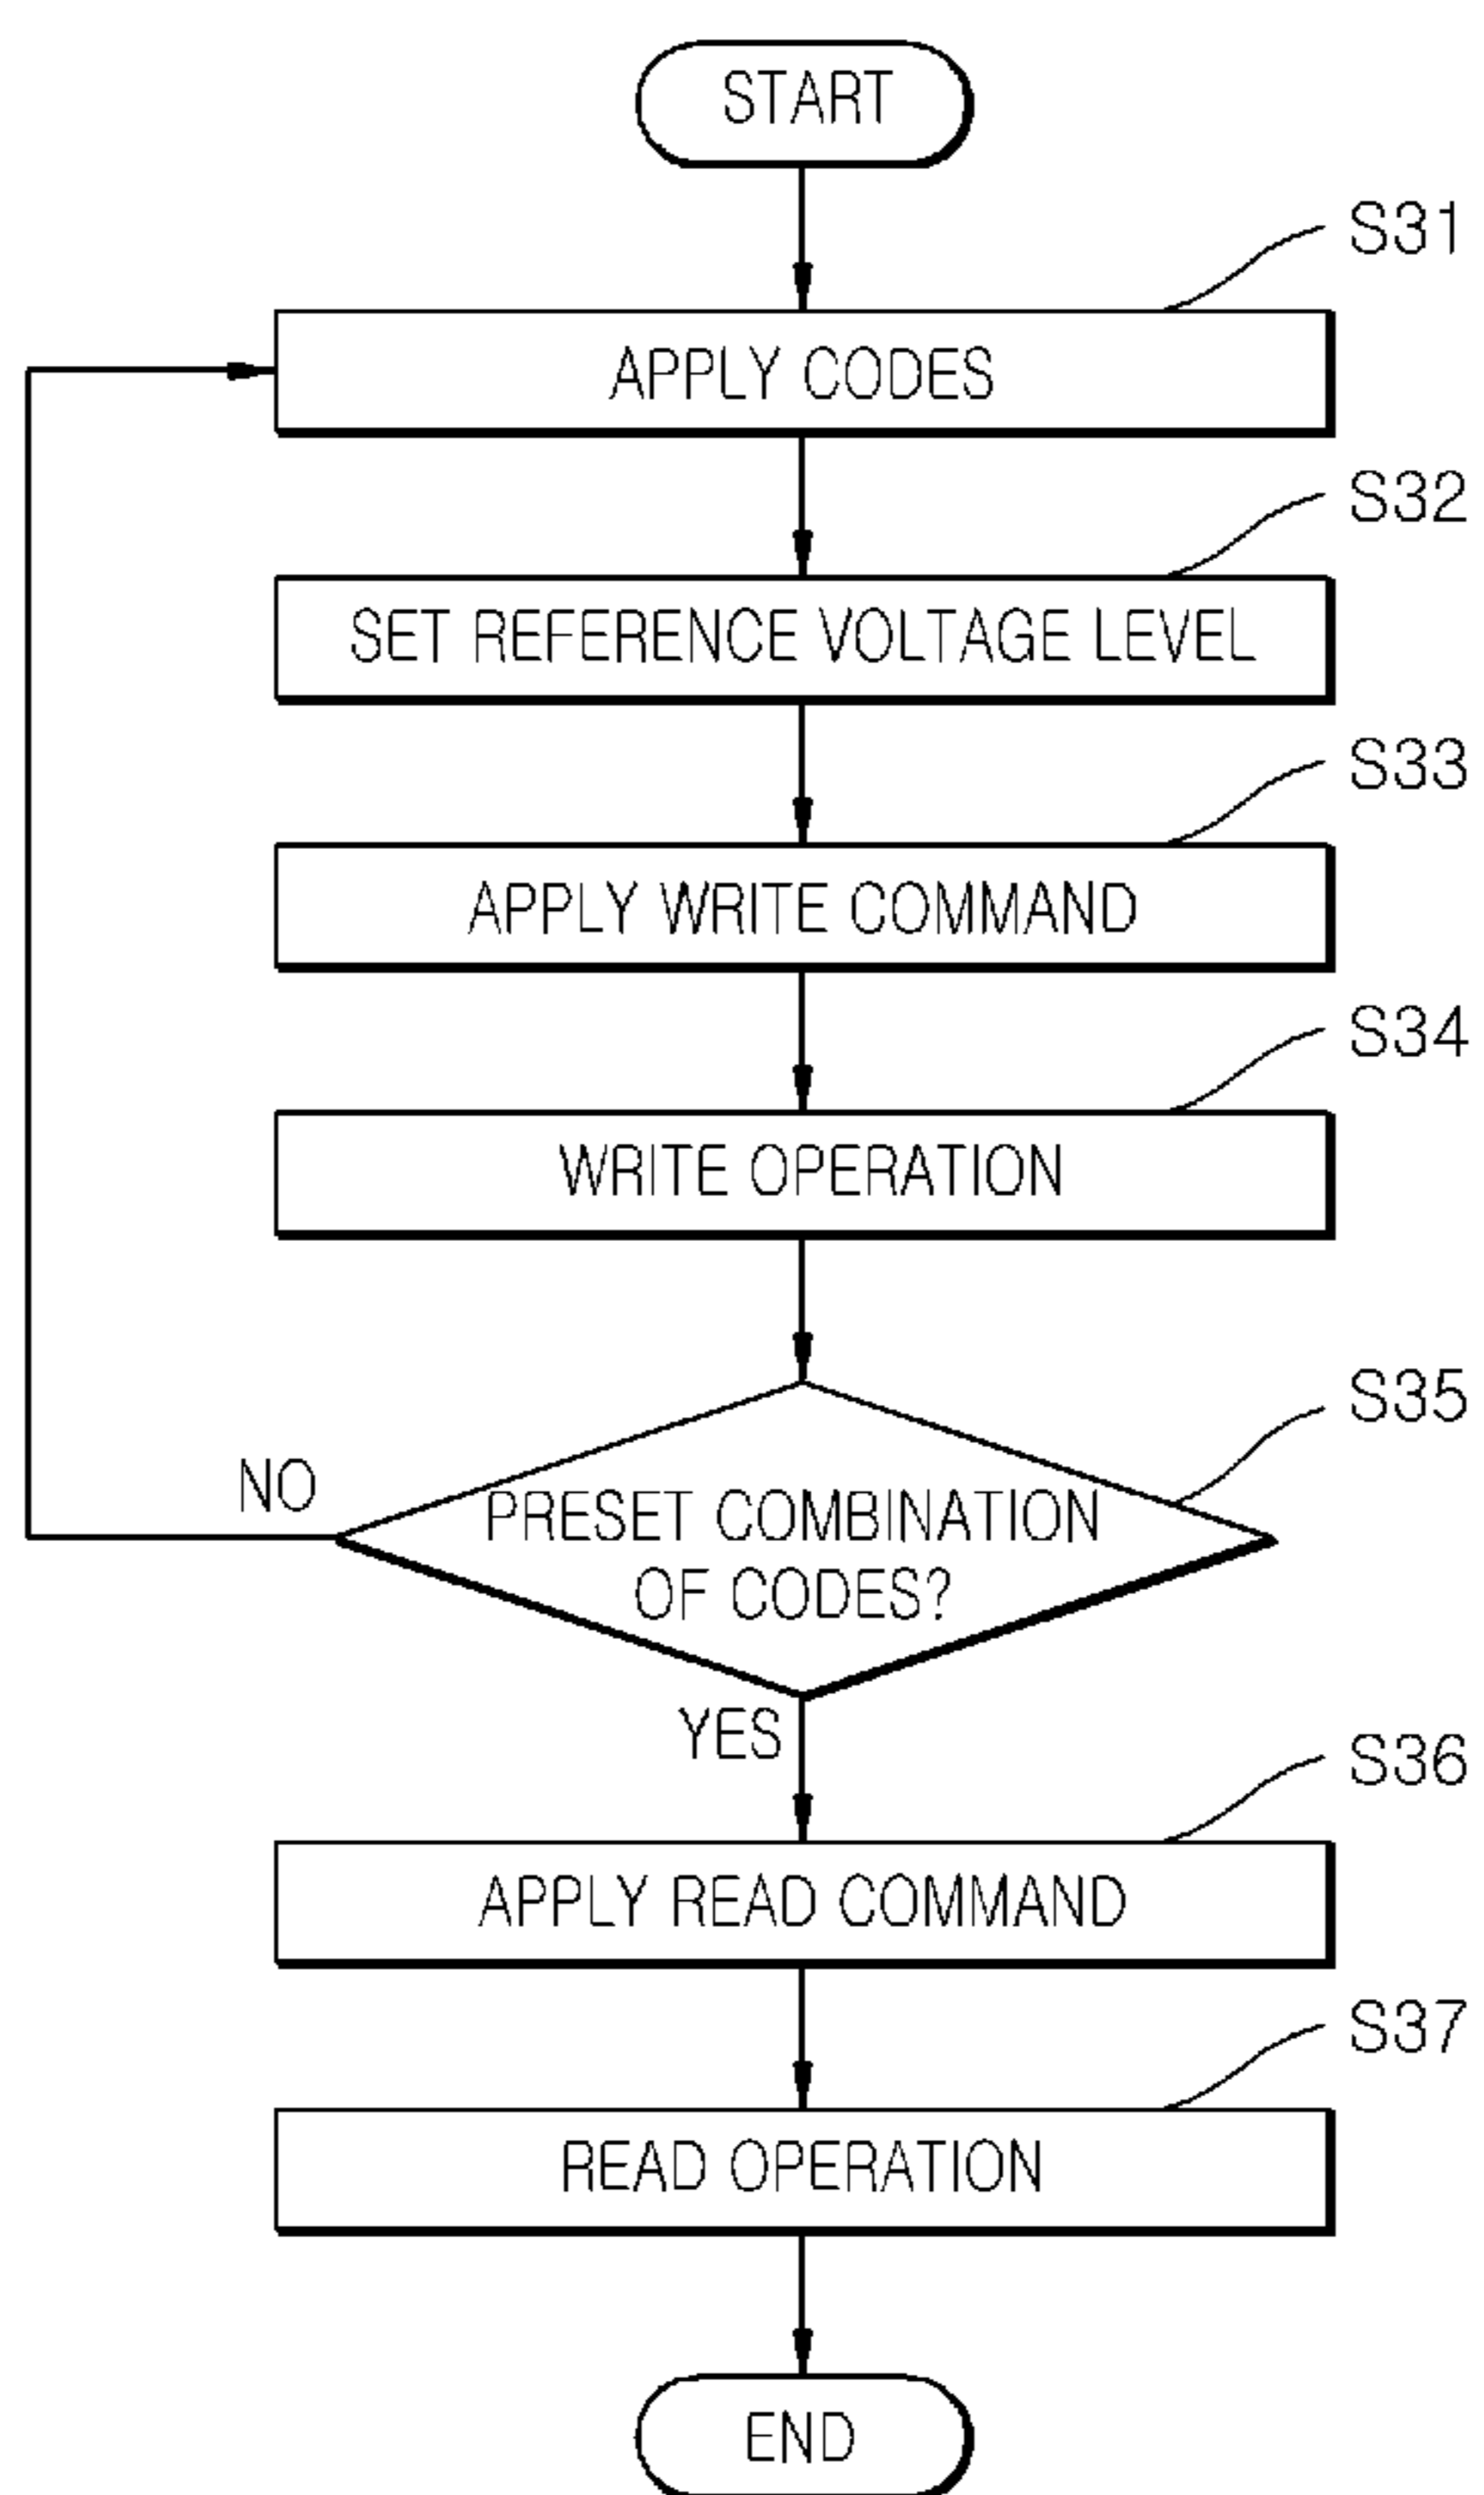 START
S31
APPLY CODES
S32
SET REFERENCE VOLTAGE LEVEL
S33
APPLY WRITE COMMAND
S34
WRITE OPERATION
S35
NO
PRESET COMBINATION
OF CODES?
YES
S36
APPLY READ COMMAND
S37
READ OPERATION
END